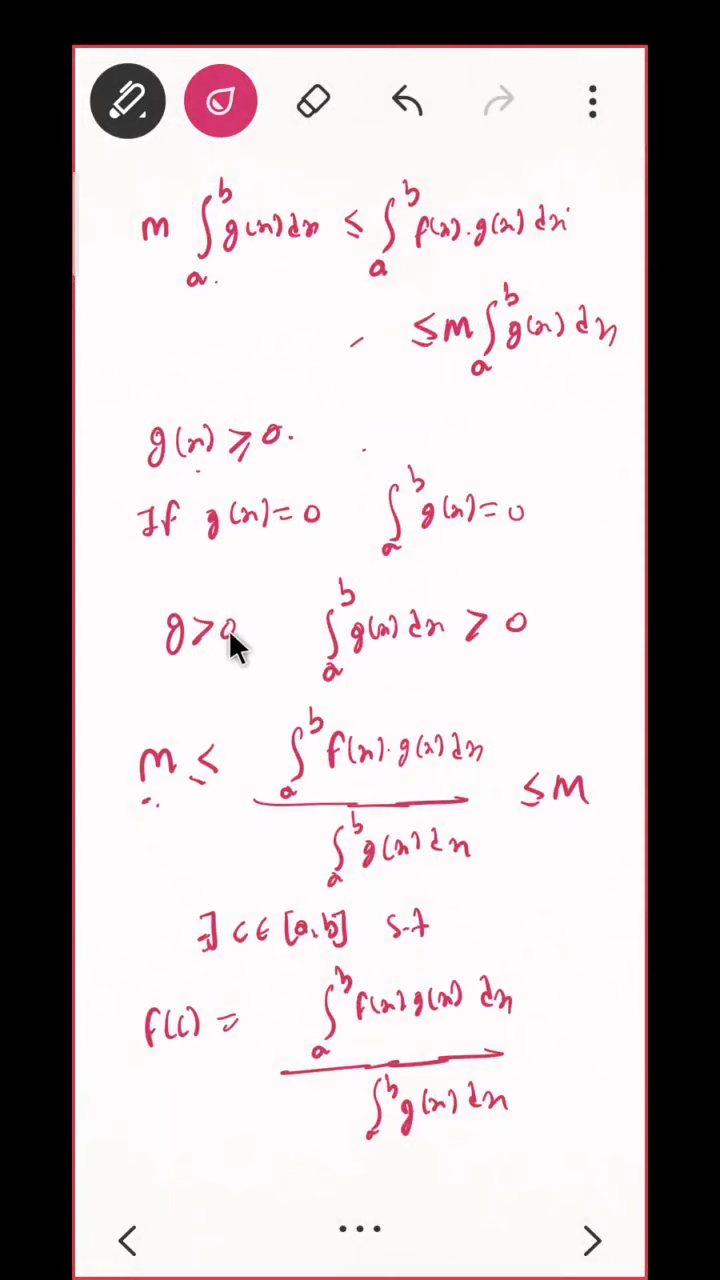 m ∫_a^b g(x)dx ≤ ∫_a^b f(x).g(x) dx
≤ M ∫_a^b g(x) dx
g(x) ≥ 0.
If g(x) = 0 ∫_a^b g(x) = 0
g > 0 ∫_a^b g(x) dx > 0
m ≤ ∫_a^b f(x).g(x) dx / ∫_a^b g(x) dx ≤ M
∃ c ∈ [a,b] s.t
f(c) = ∫_a^b f(x) g(x) dx / ∫_a^b g(x) dx